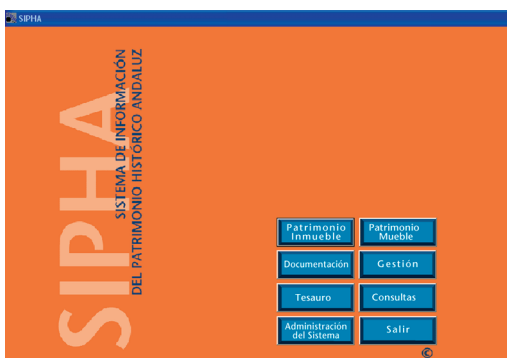 SIPHA
SIPHA
SISTEMA DE INFORMACIÓN
DEL PATRIMONIO HISTÓRICO ANDALUZ
Patrimonio
Inmueble
Patrimonio
Mueble
Documentación
Gestión
Tesauro
Consultas
Administración
del Sistema
Salir
©